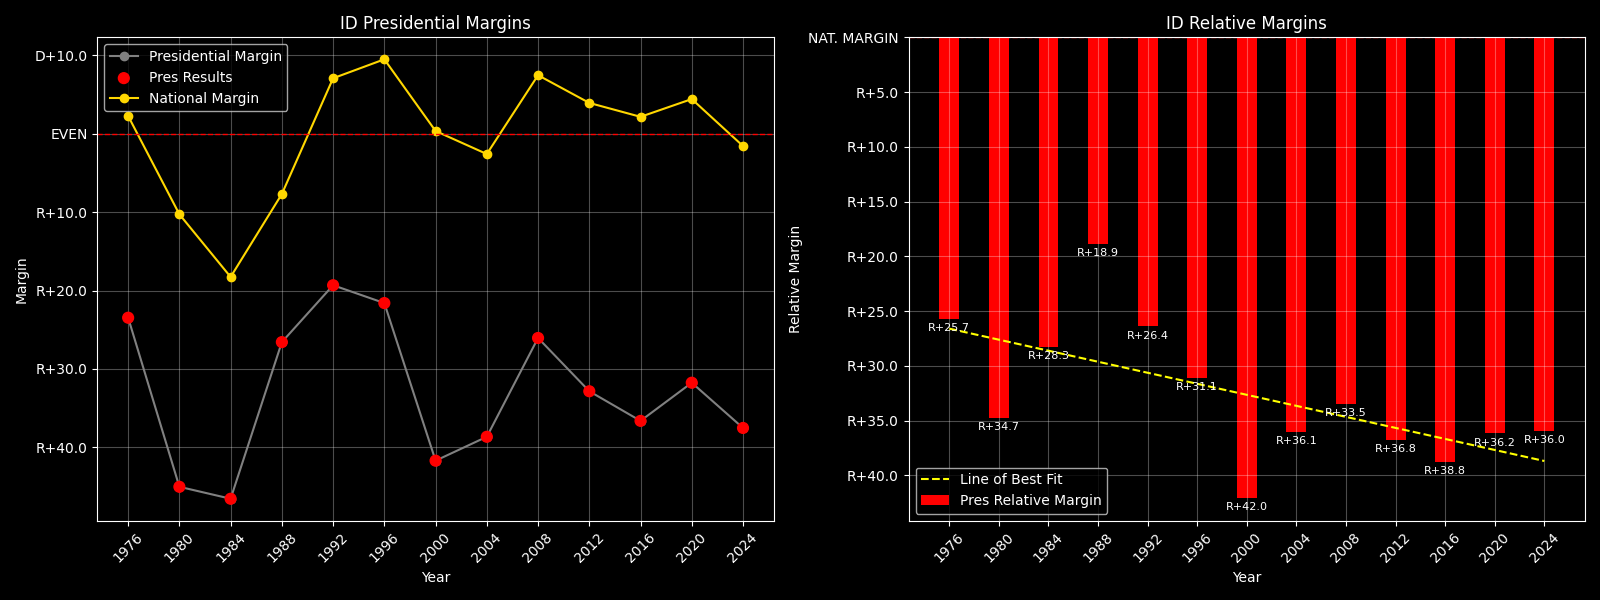 ID Presidential Margins
Presidential Margin
Pres Results
National Margin
D+10.0
EVEN
R+10.0
R+20.0
R+30.0
R+40.0
Margin
1976
1980
1984
1988
1992
1996
2000
2004
2008
2012
2016
2020
2024
Year
ID Relative Margins
NAT. MARGIN
R+5.0
R+10.0
R+15.0
R+20.0
R+25.0
R+30.0
R+35.0
R+40.0
Relative Margin
R+25.7
R+34.7
R+28.3
R+18.9
R+26.4
R+31.1
R+42.0
R+36.1
R+33.5
R+36.8
R+38.8
R+36.2
R+36.0
Line of Best Fit
Pres Relative Margin
1976
1980
1984
1988
1992
1996
2000
2004
2008
2012
2016
2020
2024
Year